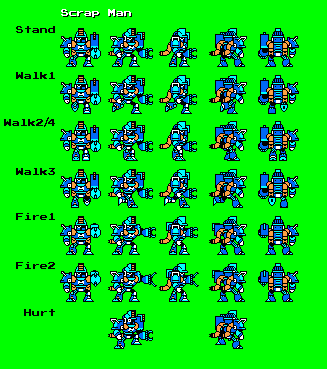 Scrap Man
Stand
Walk1
Walk2/4
Walk3
Fire1
Fire2
Hurt